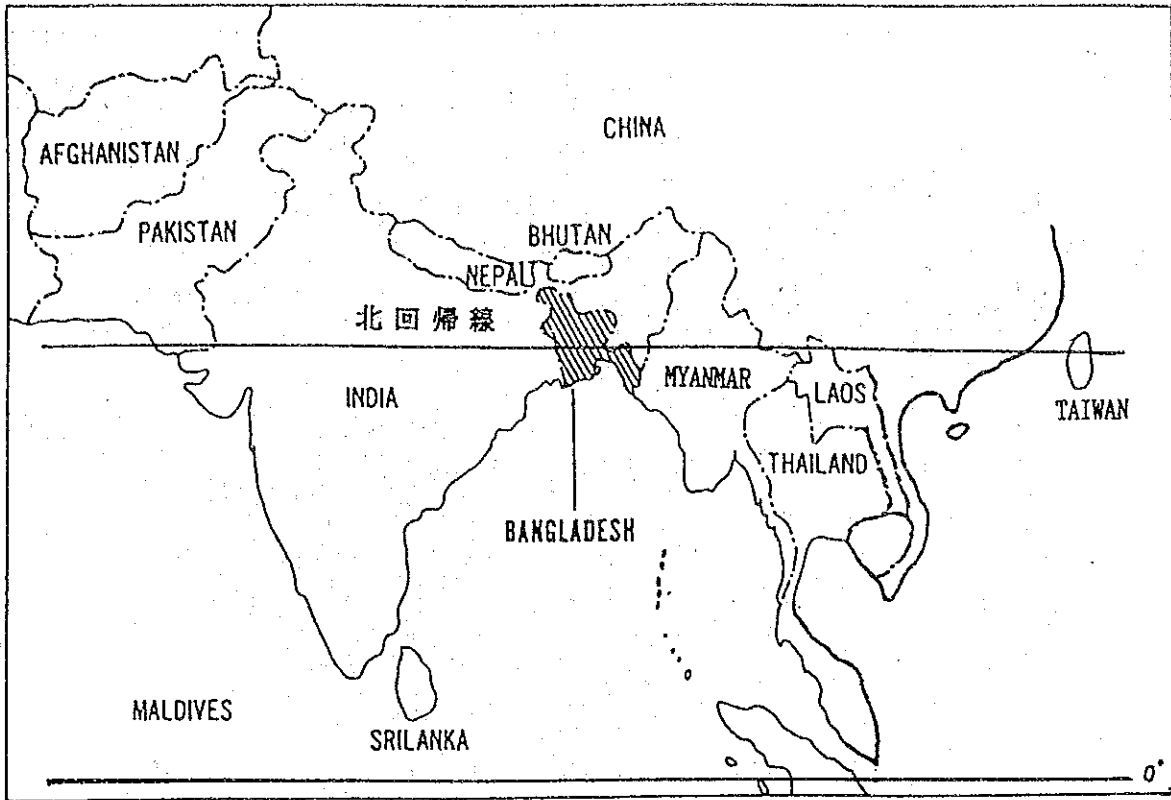 CHINA
AFGHANISTAN
PAKISTAN
BHUTAN
NEPAL
北回帰線
INDIA
MYANMAR
LAOS
TAIWAN
THAILAND
BANGLADESH
MALDIVES
SRILANKA
0°